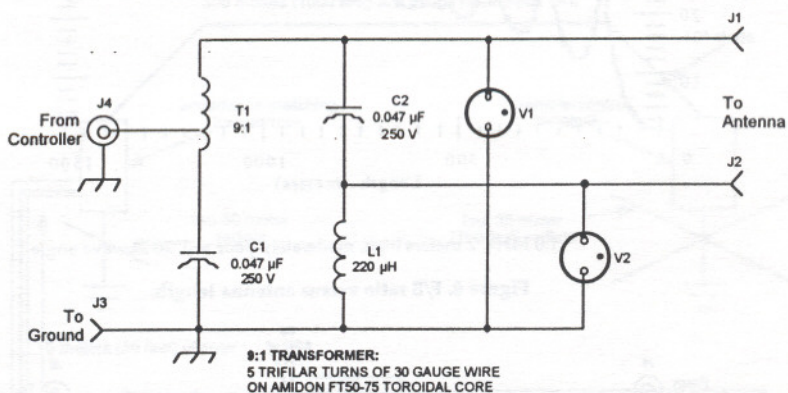 J1
J4
From
Controller
T1
9:1
C2
0.047 µF
250 V
V1
To
Antenna
J2
C1
0.047 µF
250 V
L1
220 µH
V2
J3
To
Ground
9:1 TRANSFORMER:
5 TRIFILAR TURNS OF 30 GAUGE WIRE
ON AMIDON FT50-75 TOROIDAL CORE